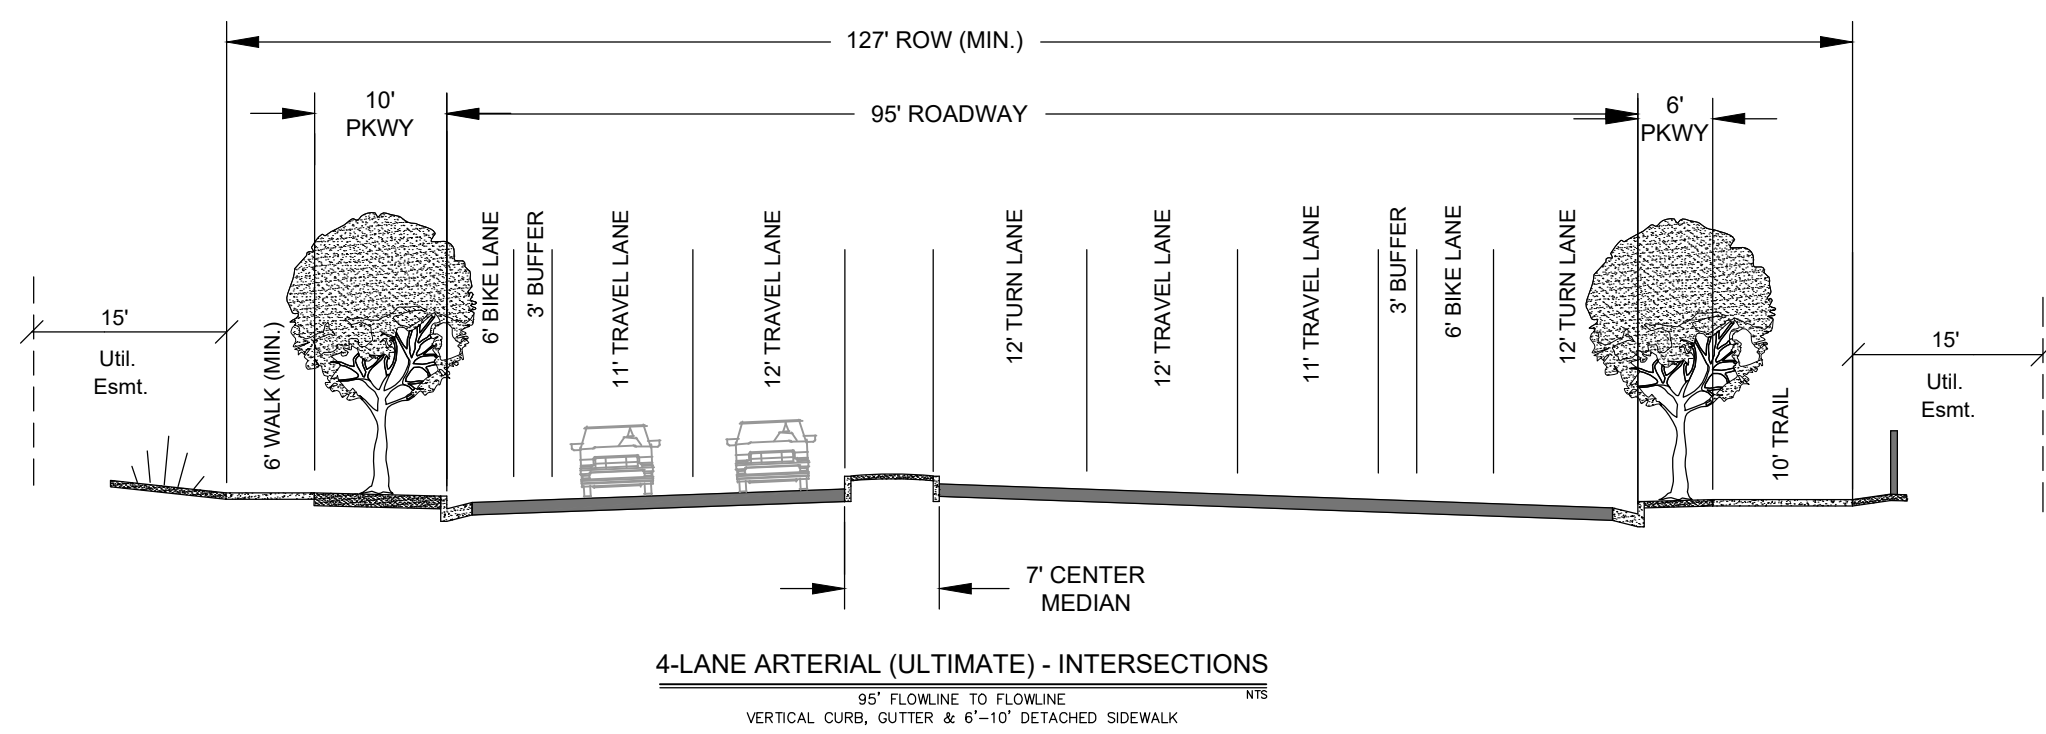 127' ROW (MIN.)
10'
PKWY
95' ROADWAY
6'
PKWY
15'
Util.
Esmt.
6' WALK (MIN.)
6' BIKE LANE
3' BUFFER
11' TRAVEL LANE
12' TRAVEL LANE
12' TURN LANE
12' TRAVEL LANE
11' TRAVEL LANE
3' BUFFER
6' BIKE LANE
12' TURN LANE
10' TRAIL
15'
Util.
Esmt.
7' CENTER
MEDIAN
4-LANE ARTERIAL (ULTIMATE) - INTERSECTIONS
NTS
95' FLOWLINE TO FLOWLINE
VERTICAL CURB, GUTTER & 6'-10' DETACHED SIDEWALK